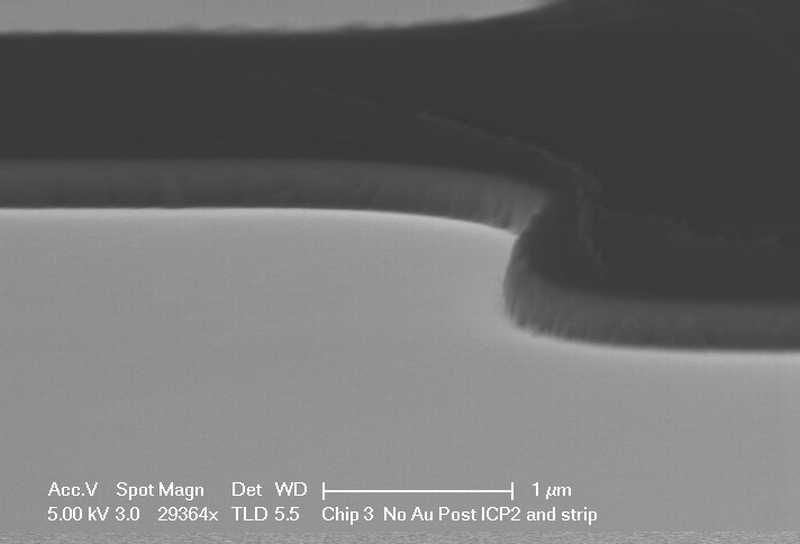 Acc.V Spot Magn Det WD 1 µm
5.00 kV 3.0 29364x TLD 5.5 Chip 3 No Au Post ICP2 and strip